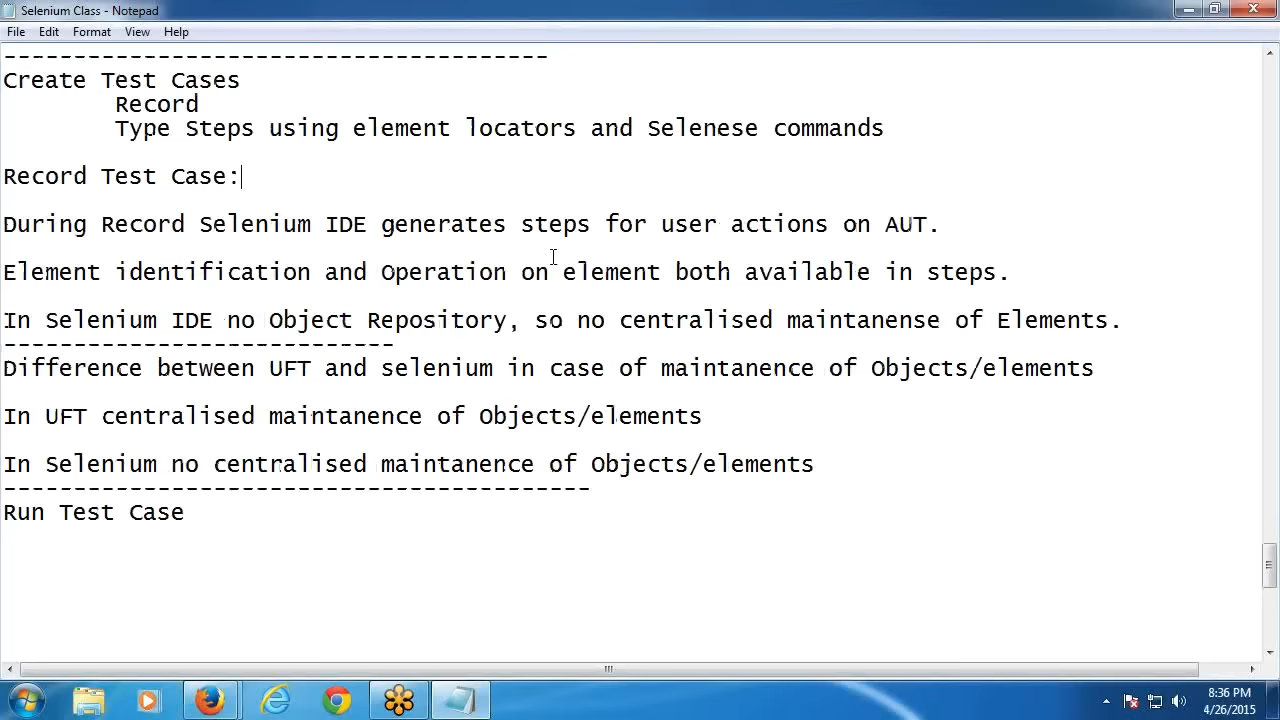 Selenium Class - Notepad
File Edit Format View Help
---------------------------------------
Create Test Cases
Record
Type Steps using element locators and Selenese commands
Record Test Case:
During Record Selenium IDE generates steps for user actions on AUT.
Element identification and Operation on element both available in steps.
In Selenium IDE no Object Repository, so no centralised maintanense of Elements.
----------------------------
Difference between UFT and selenium in case of maintanence of Objects/elements
In UFT centralised maintanence of Objects/elements
In Selenium no centralised maintanence of Objects/elements
------------------------------------------
Run Test Case
8:36 PM
4/26/2015